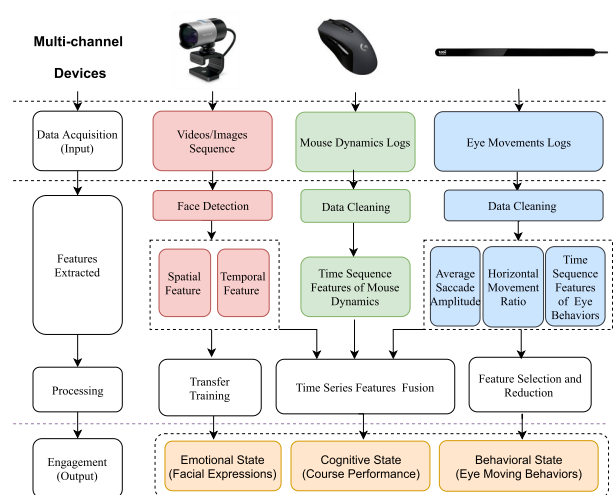 Multi-channel
Devices
Data Acquisition
(Input)
Videos/Images
Sequence
Mouse Dynamics Logs
Eye Movements Logs
Features
Extracted
Face Detection
Data Cleaning
Data Cleaning
Spatial
Feature
Temporal
Feature
Time Sequence
Features of Mouse
Dynamics
Average
Saccade
Amplitude
Horizontal
Movement
Ratio
Time
Sequence
Features
of Eye
Behaviors
Processing
Transfer
Training
Time Series Features Fusion
Feature Selection and
Reduction
Engagement
(Output)
Emotional State
(Facial Expressions)
Cognitive State
(Course Performance)
Behavioral State
(Eye Moving Behaviors)